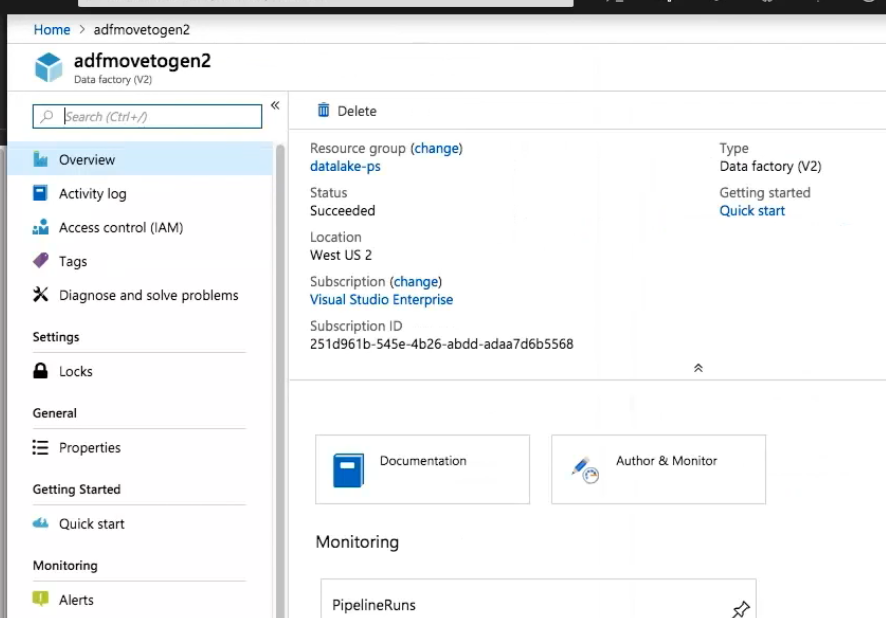 Home > adfmovetogen2
adfmovetogen2
Data factory (V2)
Search (Ctrl+/)
«
Overview
Activity log
Access control (IAM)
Tags
Diagnose and solve problems
Settings
Locks
General
Properties
Getting Started
Quick start
Monitoring
Alerts
Delete
Resource group (change)
datalake-ps
Status
Succeeded
Location
West US 2
Subscription (change)
Visual Studio Enterprise
Subscription ID
251d961b-545e-4b26-abdd-adaa7d6b5568
Type
Data factory (V2)
Getting started
Quick start
Documentation
Author & Monitor
Monitoring
PipelineRuns